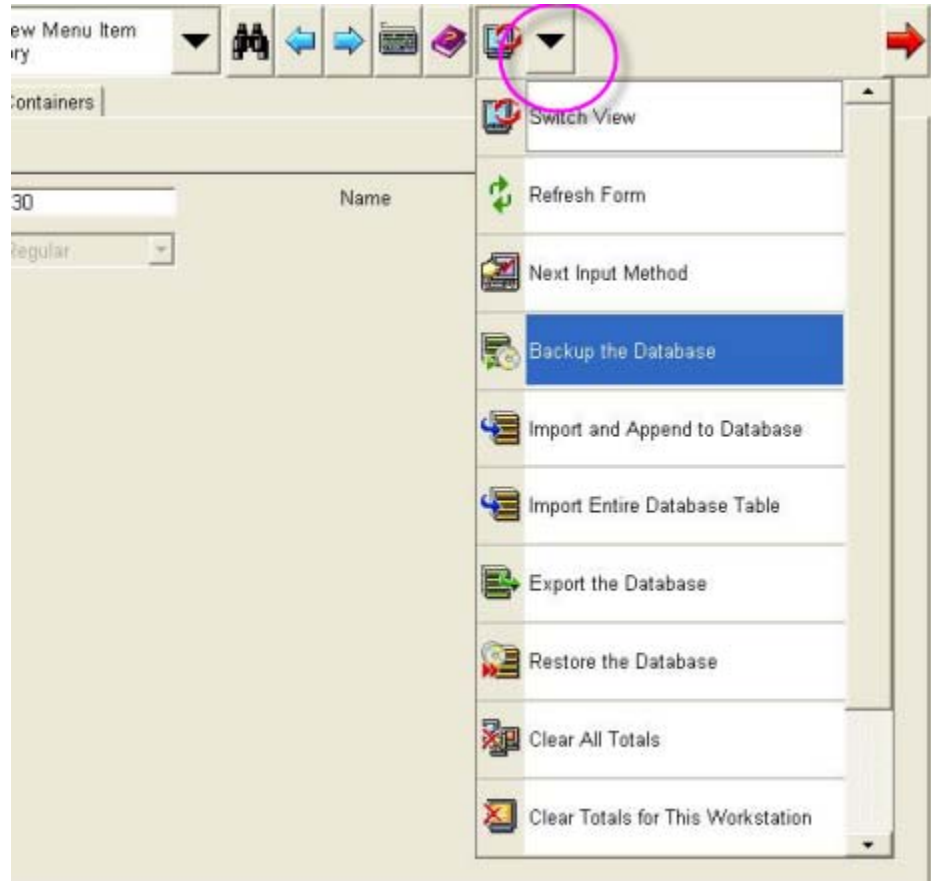 ew Menu Item
ry
Containers
30
Name
Regular
Switch View
Refresh Form
Next Input Method
Backup the Database
Import and Append to Database
Import Entire Database Table
Export the Database
Restore the Database
Clear All Totals
Clear Totals for This Workstation